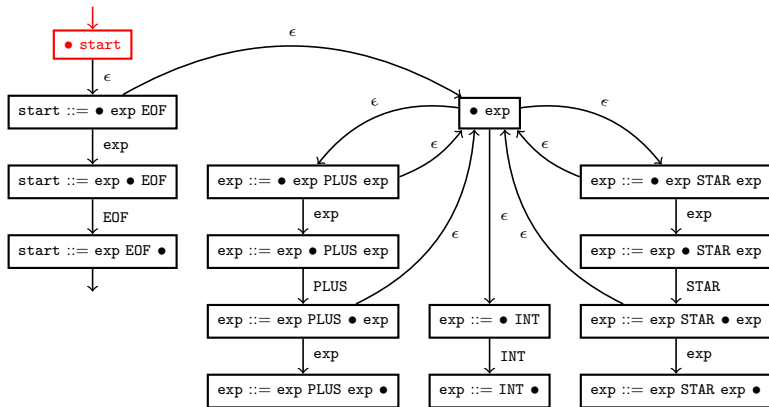 ● start
ϵ
ϵ
start ::= ● exp EOF
● exp
ϵ
ϵ
exp
ϵ
ϵ
start ::= exp ● EOF
exp ::= ● exp PLUS exp
exp ::= ● exp STAR exp
EOF
exp
ϵ
exp
ϵ
ϵ
start ::= exp EOF ●
exp ::= exp ● PLUS exp
exp ::= exp ● STAR exp
PLUS
STAR
exp ::= exp PLUS ● exp
exp ::= ● INT
exp ::= exp STAR ● exp
exp
INT
exp
exp ::= exp PLUS exp ●
exp ::= INT ●
exp ::= exp STAR exp ●